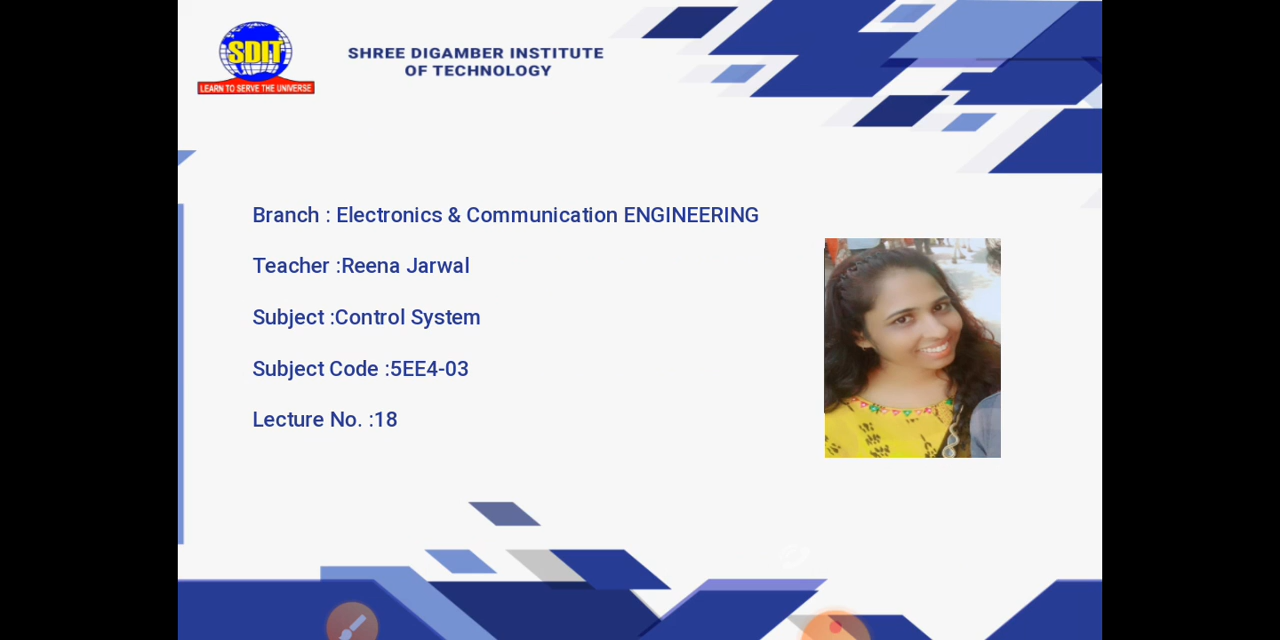 SDIT
LEARN TO SERVE THE UNIVERSE
SHREE DIGAMBER INSTITUTE
OF TECHNOLOGY
Branch : Electronics & Communication ENGINEERING
Teacher :Reena Jarwal
Subject :Control System
Subject Code :5EE4-03
Lecture No. :18